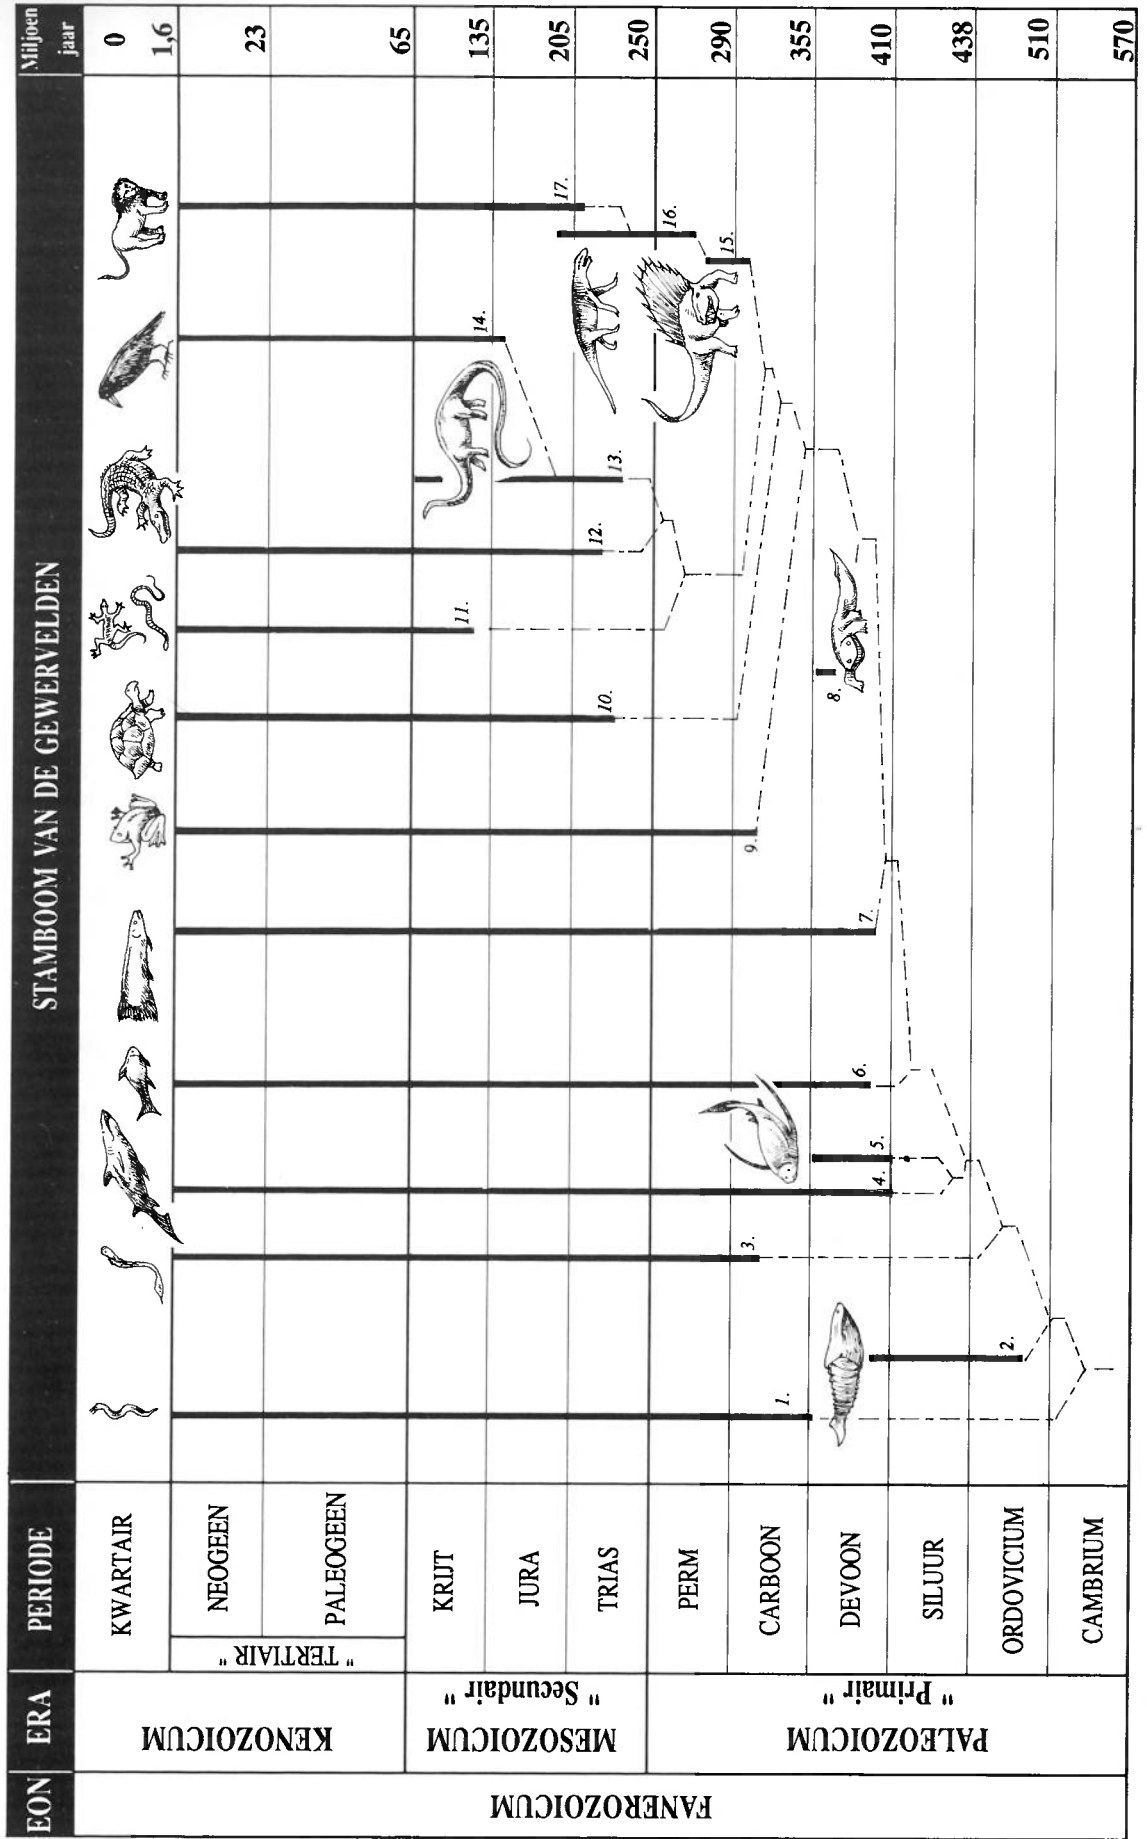 STAMBOOM VAN DE GEWERVELDEN
EON
ERA
PERIODE
Miljoen
jaar
FANEROZOICUM
KENOZOICUM
MESOZOICUM
" Secundair "
PALEOZOICUM
" Primair "
" TERTIAIR "
KWARTAIR
NEOGEEN
PALEOGEEN
KRIJT
JURA
TRIAS
PERM
CARBOON
DEVOON
SILUUR
ORDOVICIUM
CAMBRIUM
1.
2.
3.
4.
5.
6.
7.
8.
9.
10.
11.
12.
13.
14.
15.
16.
17.
0
1,6
23
65
135
205
250
290
355
410
438
510
570